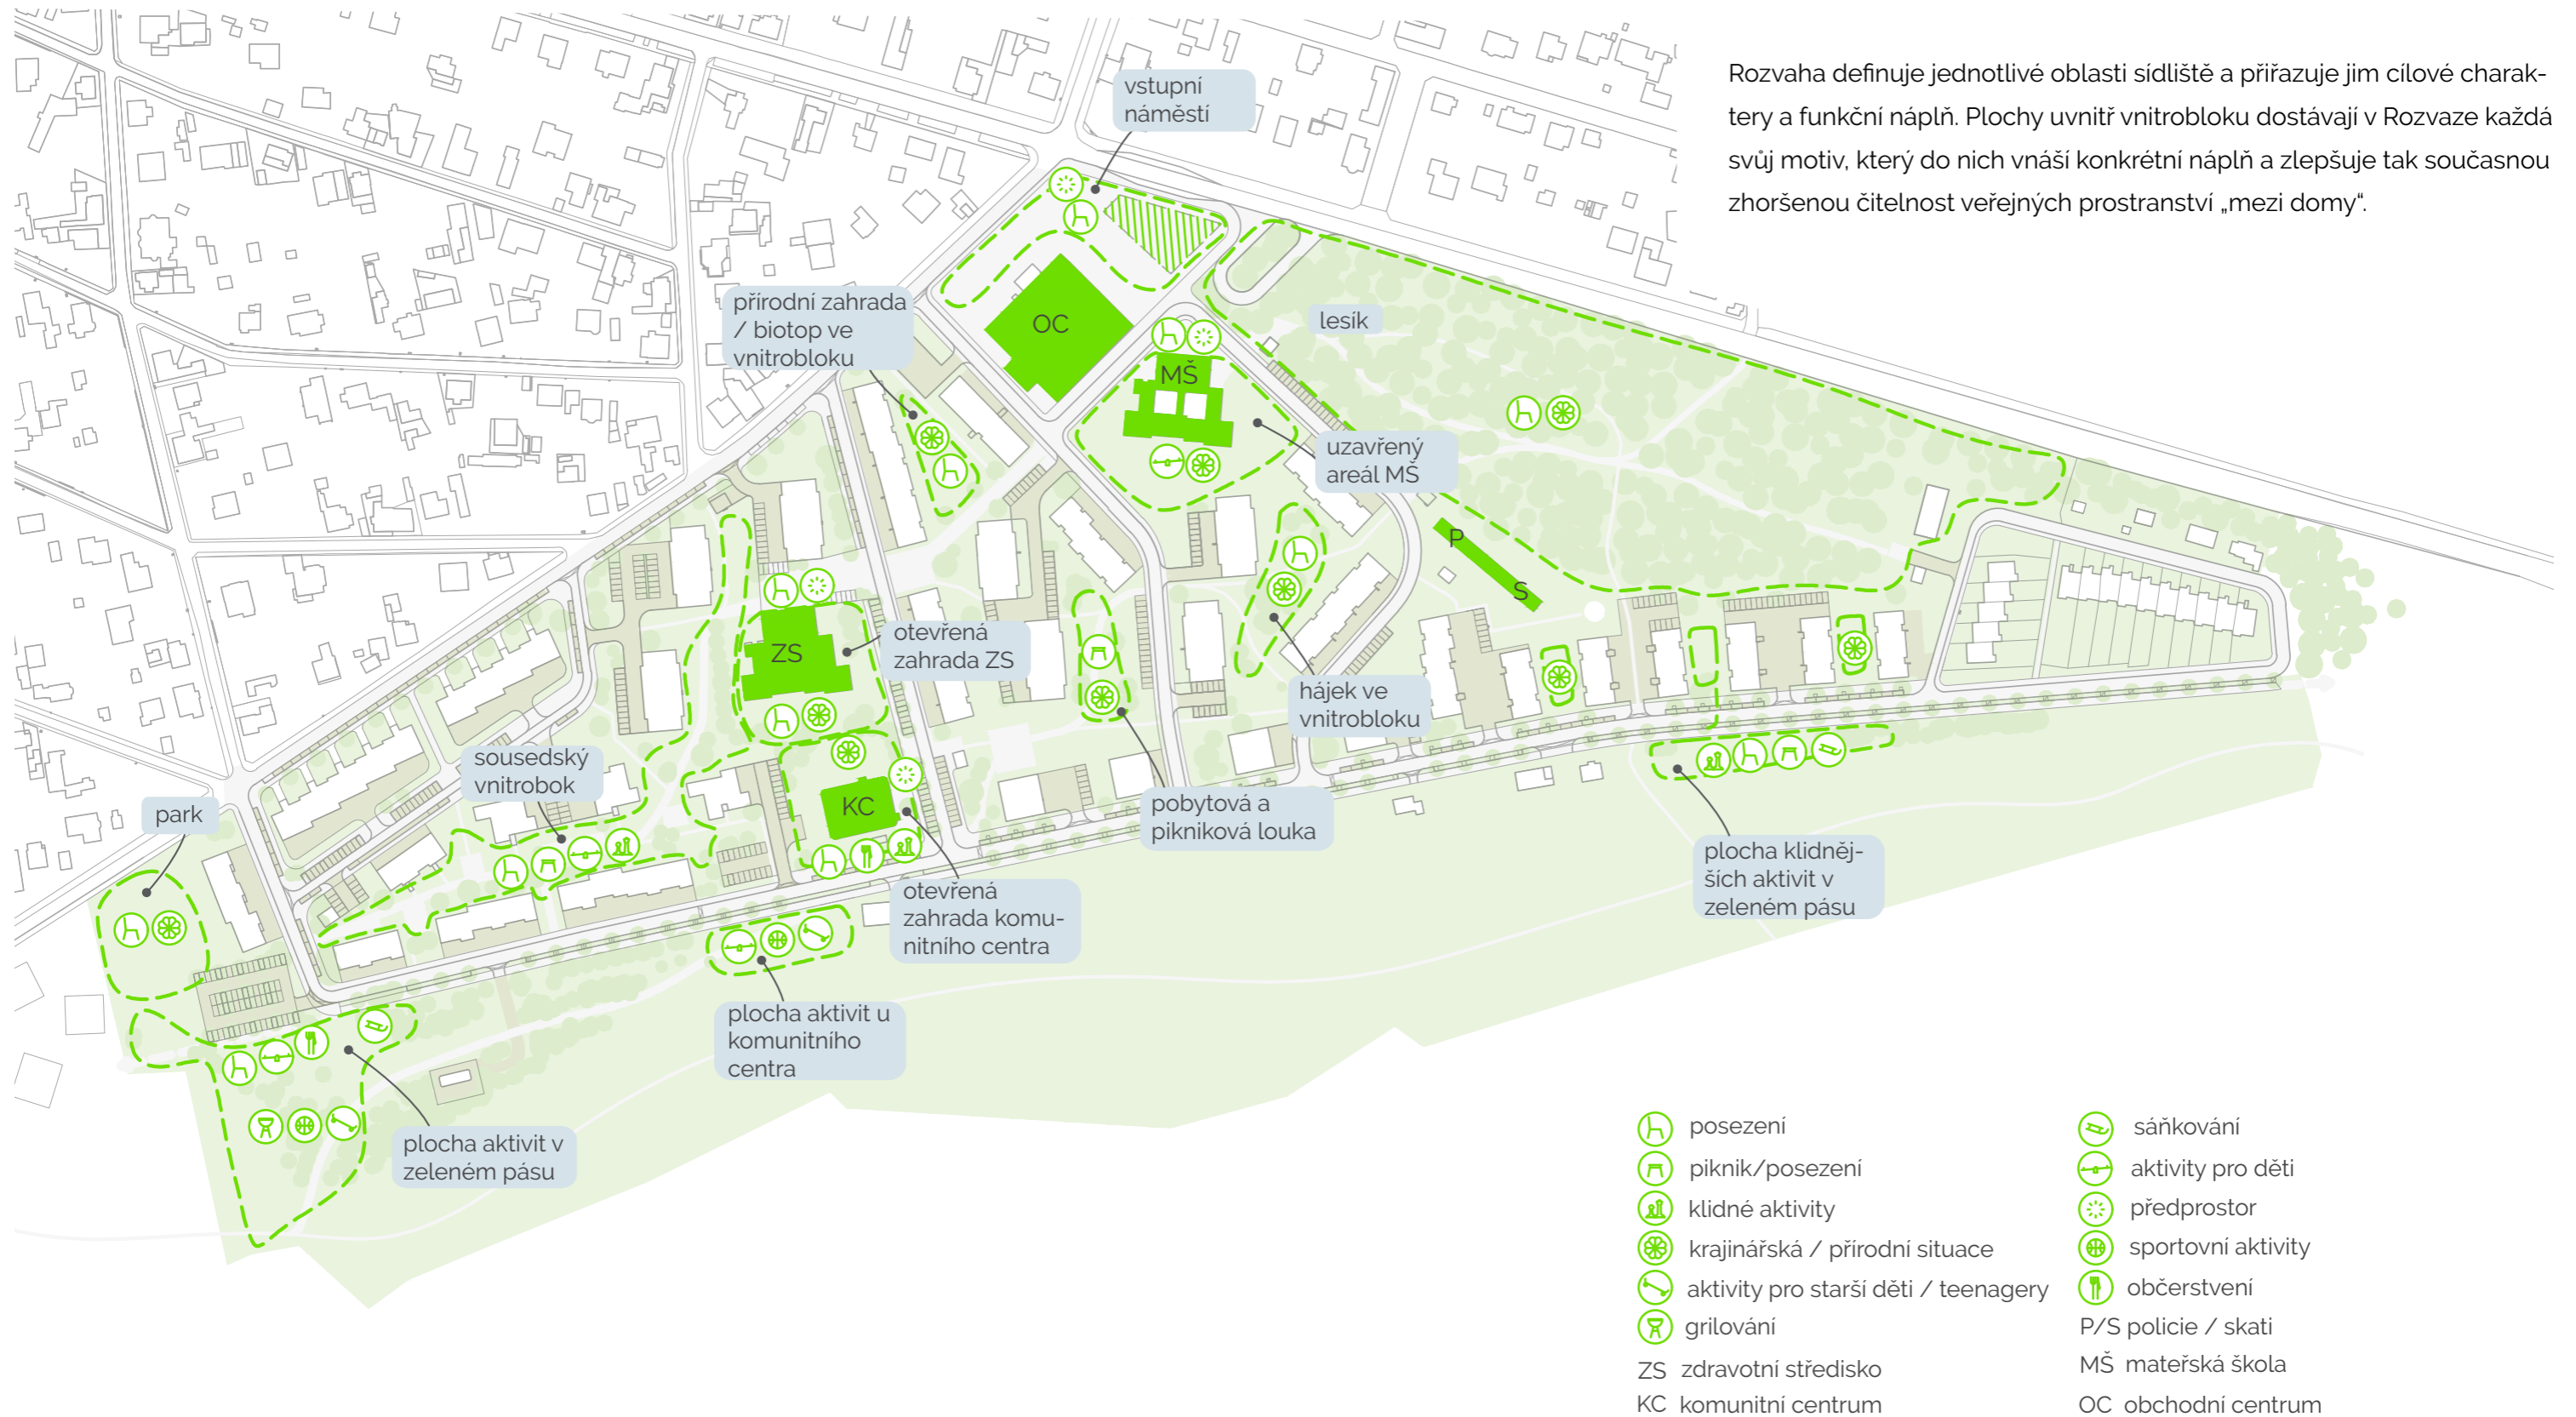 Rozvaha definuje jednotlivé oblasti sídliště a přiřazuje jim cílové charak-
tery a funkční náplň. Plochy uvnitř vnitrobloku dostávají v Rozvaze každá
svůj motiv, který do nich vnáší konkrétní náplň a zlepšuje tak současnou
zhoršenou čitelnost veřejných prostranství „mezi domy“.
vstupní
náměstí
přírodní zahrada
/ biotop ve
vnitrobloku
OC
lesík
MŠ
uzavřený
areál MŠ
P
S
ZS
otevřená
zahrada ZS
hájek ve
vnitrobloku
sousedský
vnitrobok
park
KC
pobytová a
pikniková louka
plocha klidněj-
ších aktivit v
zeleném pásu
otevřená
zahrada komu-
nitního centra
plocha aktivit u
komunitního
centra
plocha aktivit v
zeleném pásu
posezení
piknik/posezení
klidné aktivity
krajinářská / přírodní situace
aktivity pro starší děti / teenagery
grilování
ZS zdravotní středisko
KC komunitní centrum
sáňkování
aktivity pro děti
předprostor
sportovní aktivity
občerstvení
P/S policie / skati
MŠ mateřská škola
OC obchodní centrum